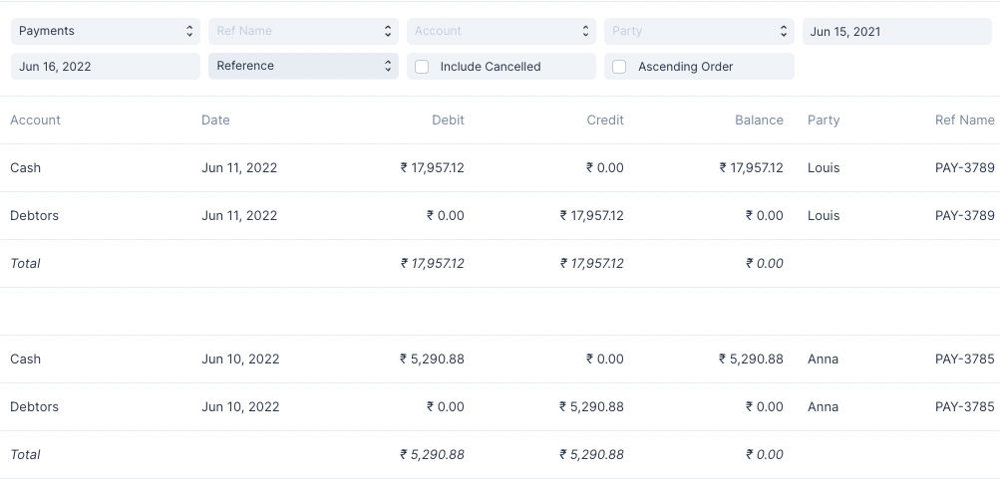 Payments Ref Name Account Party Jun 15, 2021
Jun 16, 2022 Reference Include Cancelled Ascending Order
Account Date Debit Credit Balance Party Ref Name
Cash Jun 11, 2022 ₹ 17,957.12 ₹ 0.00 ₹ 17,957.12 Louis PAY-3789
Debtors Jun 11, 2022 ₹ 0.00 ₹ 17,957.12 ₹ 0.00 Louis PAY-3789
Total ₹ 17,957.12 ₹ 17,957.12 ₹ 0.00
Cash Jun 10, 2022 ₹ 5,290.88 ₹ 0.00 ₹ 5,290.88 Anna PAY-3785
Debtors Jun 10, 2022 ₹ 0.00 ₹ 5,290.88 ₹ 0.00 Anna PAY-3785
Total ₹ 5,290.88 ₹ 5,290.88 ₹ 0.00